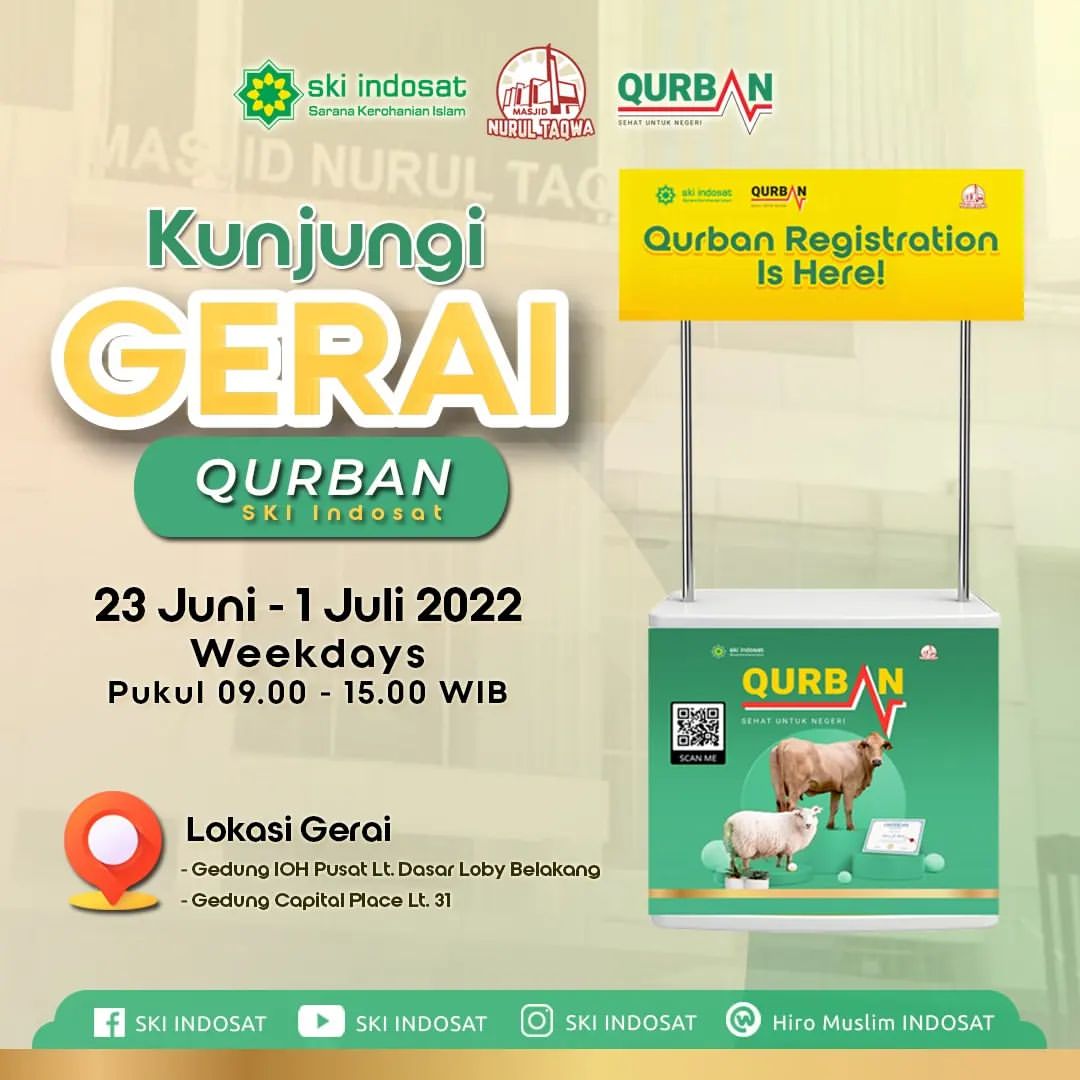 ski indosat
Sarana Kerohanian Islam
MASJID
NURUL TAQWA
QURBAN
SEHAT UNTUK NEGERI
MASJID NURUL TAQ
Kunjungi
GERAI
QURBAN
SKI Indosat
23 Juni - 1 Juli 2022
Weekdays
Pukul 09.00 - 15.00 WIB
Lokasi Gerai
- Gedung IOH Pusat Lt. Dasar Loby Belakang
- Gedung Capital Place Lt. 31
ski indosat
QURBAN
Qurban Registration
Is Here!
ski indosat
QURBAN
SEHAT UNTUK NEGERI
SCAN ME
SKI INDOSAT
SKI INDOSAT
SKI INDOSAT
Hiro Muslim INDOSAT